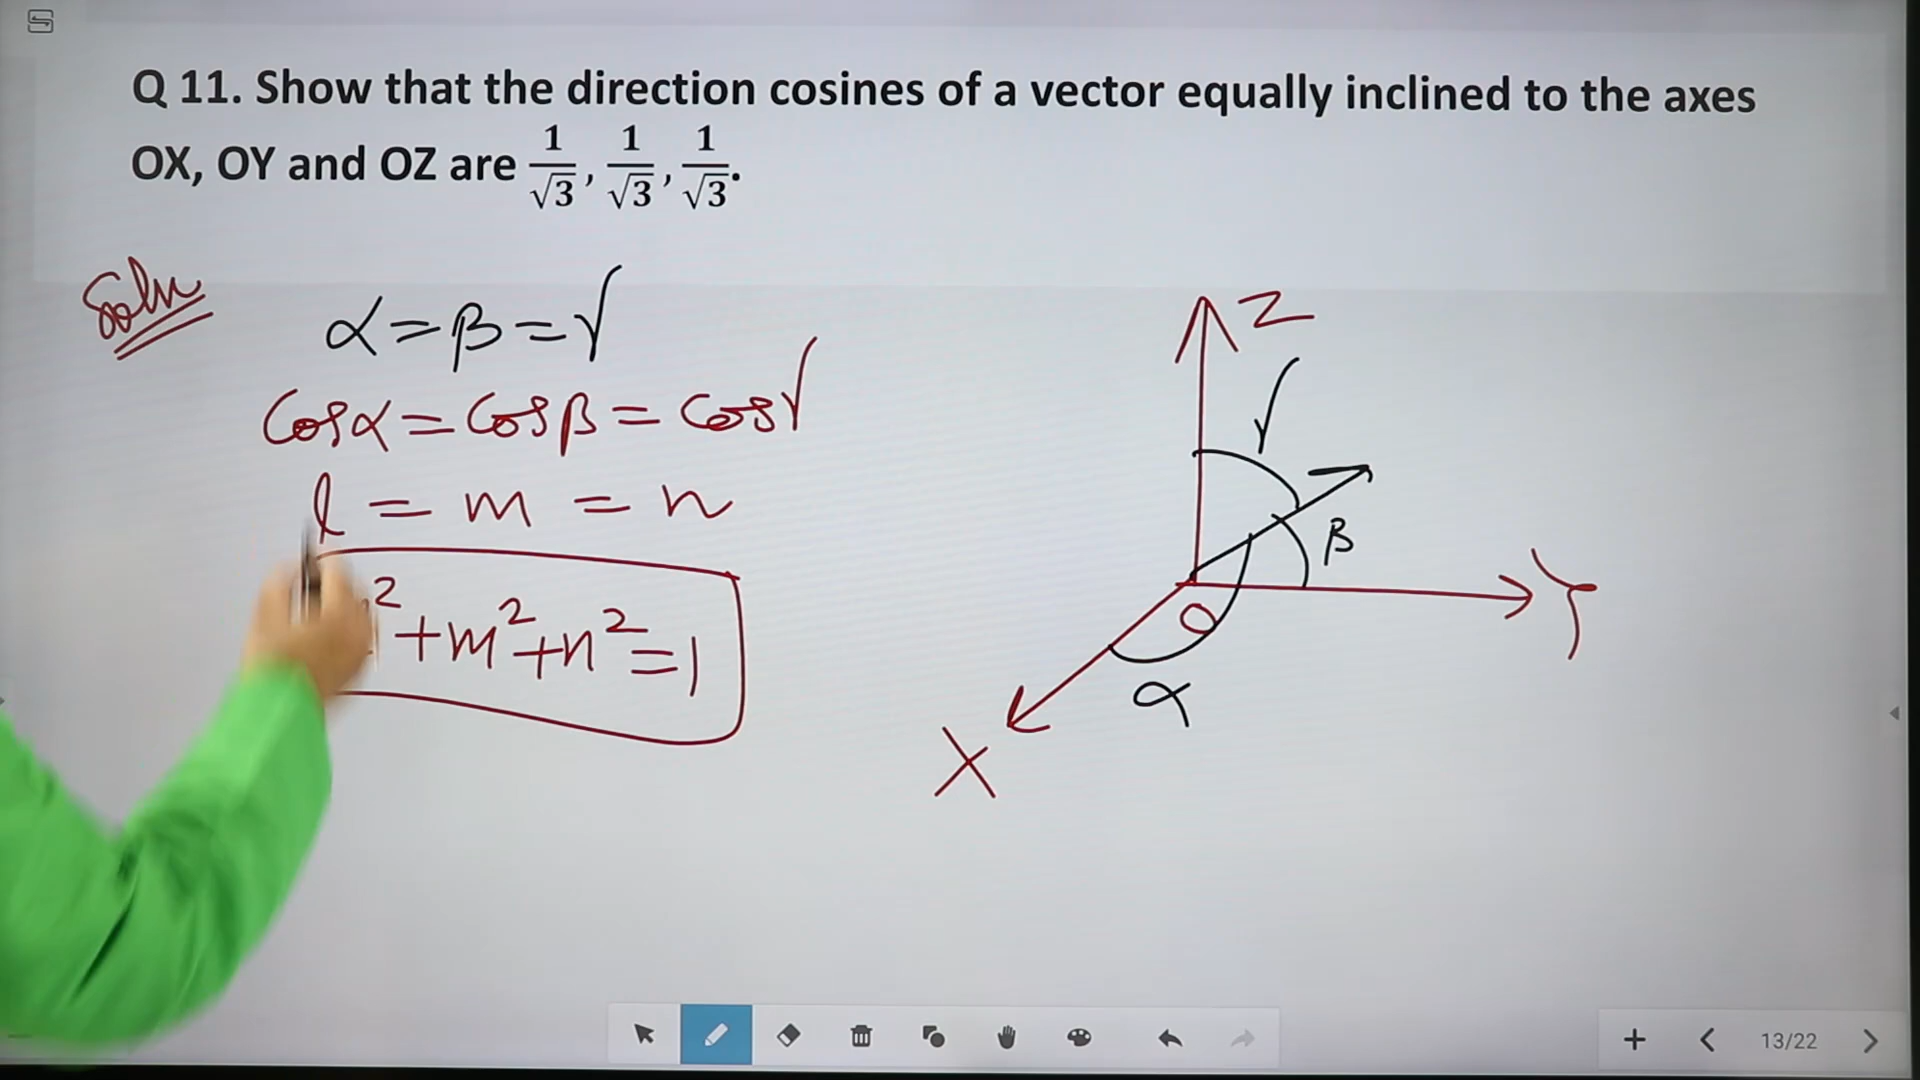 Q 11. Show that the direction cosines of a vector equally inclined to the axes
OX, OY and OZ are 1/√3, 1/√3, 1/√3.
Soln
α = β = γ
Cosα = Cosβ = Cosγ
l = m = n
² + m² + n² = 1
Z
γ
β
Y
O
α
X
13/22